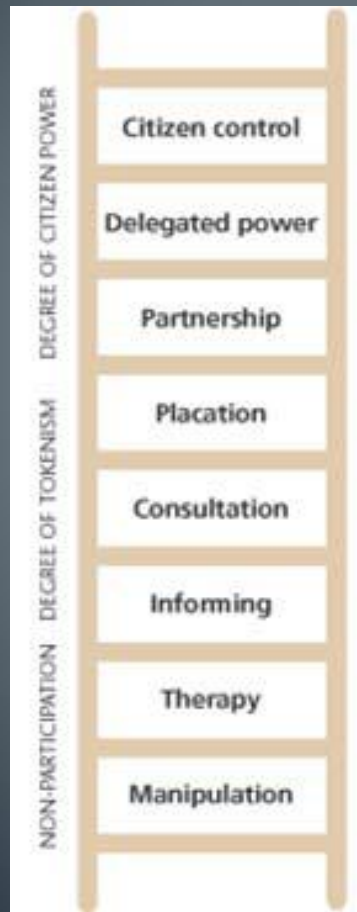 DEGREE OF CITIZEN POWER
Citizen control
Delegated power
Partnership
DEGREE OF TOKENISM
Placation
Consultation
Informing
NON-PARTICIPATION
Therapy
Manipulation